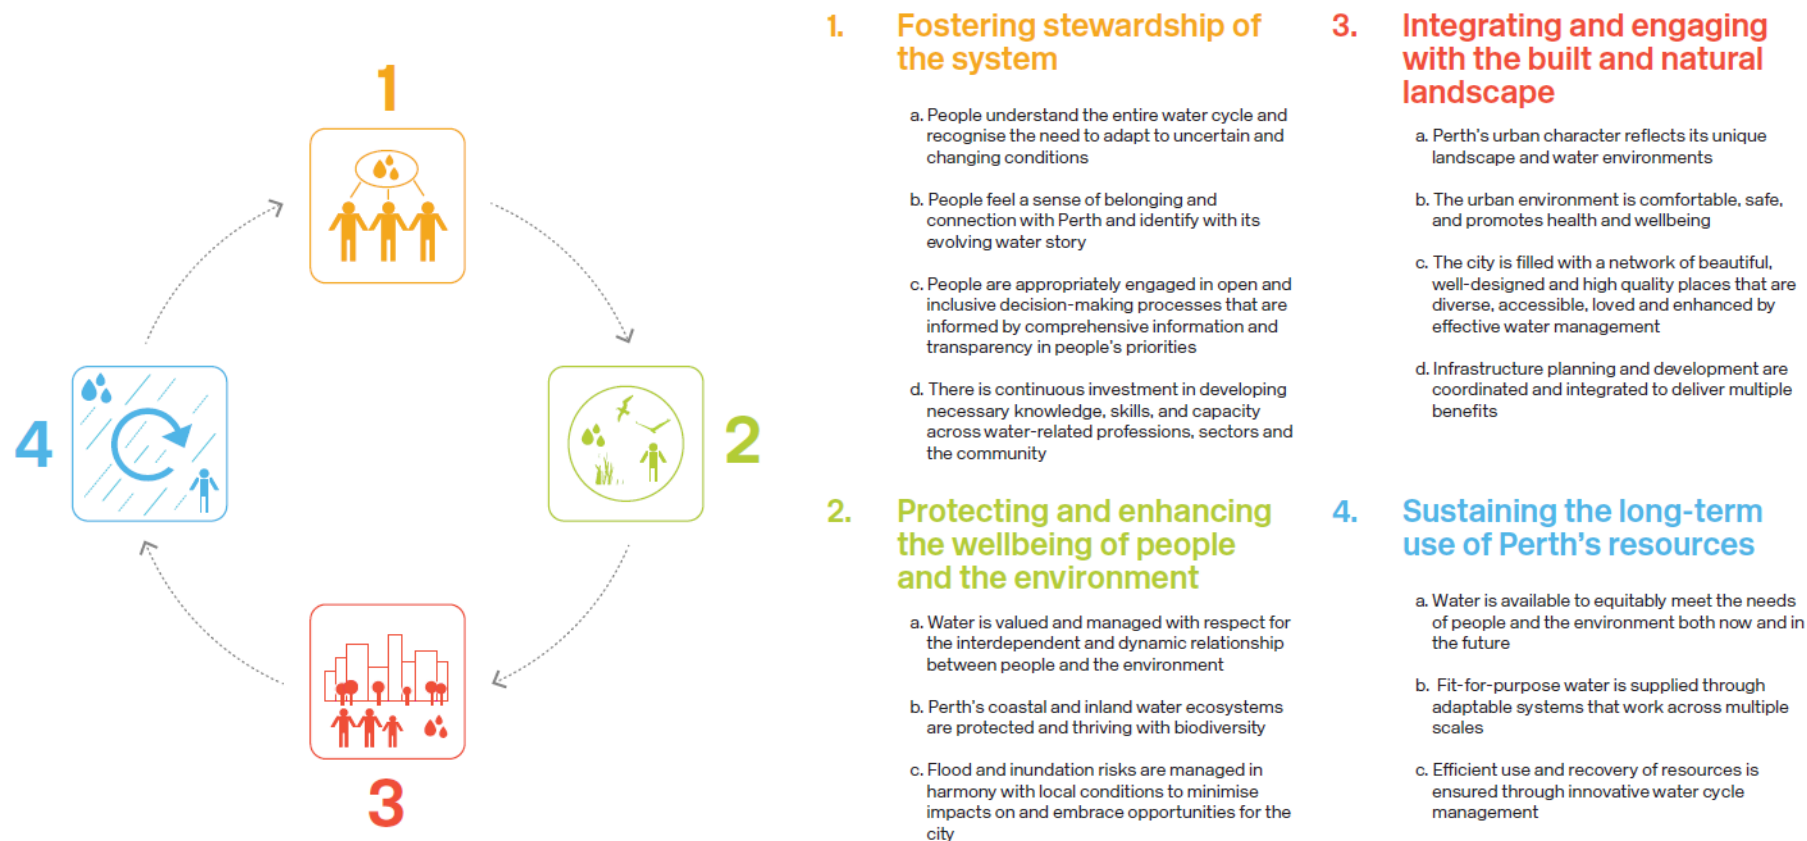 1
2
3
4
1. Fostering stewardship of
the system
a. People understand the entire water cycle and
recognise the need to adapt to uncertain and
changing conditions
b. People feel a sense of belonging and
connection with Perth and identify with its
evolving water story
c. People are appropriately engaged in open and
inclusive decision-making processes that are
informed by comprehensive information and
transparency in people's priorities
d. There is continuous investment in developing
necessary knowledge, skills, and capacity
across water-related professions, sectors and
the community
2. Protecting and enhancing
the wellbeing of people
and the environment
a. Water is valued and managed with respect for
the interdependent and dynamic relationship
between people and the environment
b. Perth's coastal and inland water ecosystems
are protected and thriving with biodiversity
c. Flood and inundation risks are managed in
harmony with local conditions to minimise
impacts on and embrace opportunities for the
city
3. Integrating and engaging
with the built and natural
landscape
a. Perth's urban character reflects its unique
landscape and water environments
b. The urban environment is comfortable, safe,
and promotes health and wellbeing
c. The city is filled with a network of beautiful,
well-designed and high quality places that are
diverse, accessible, loved and enhanced by
effective water management
d. Infrastructure planning and development are
coordinated and integrated to deliver multiple
benefits
4. Sustaining the long-term
use of Perth's resources
a. Water is available to equitably meet the needs
of people and the environment both now and in
the future
b. Fit-for-purpose water is supplied through
adaptable systems that work across multiple
scales
c. Efficient use and recovery of resources is
ensured through innovative water cycle
management